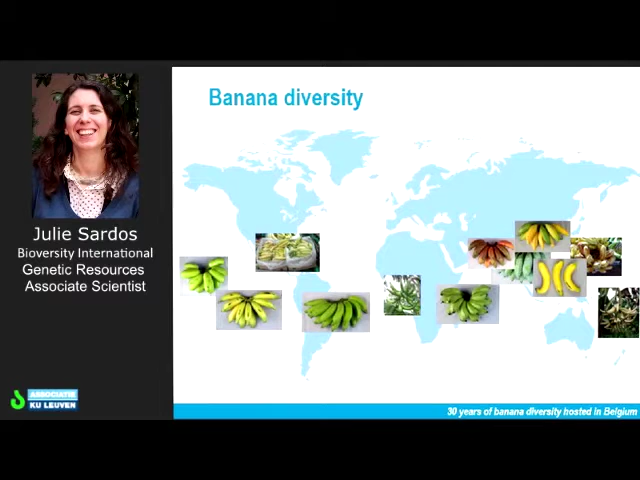 Banana diversity
Julie Sardos
Bioversity International
Genetic Resources
Associate Scientist
ASSOCIATIE
KU LEUVEN
30 years of banana diversity hosted in Belgium